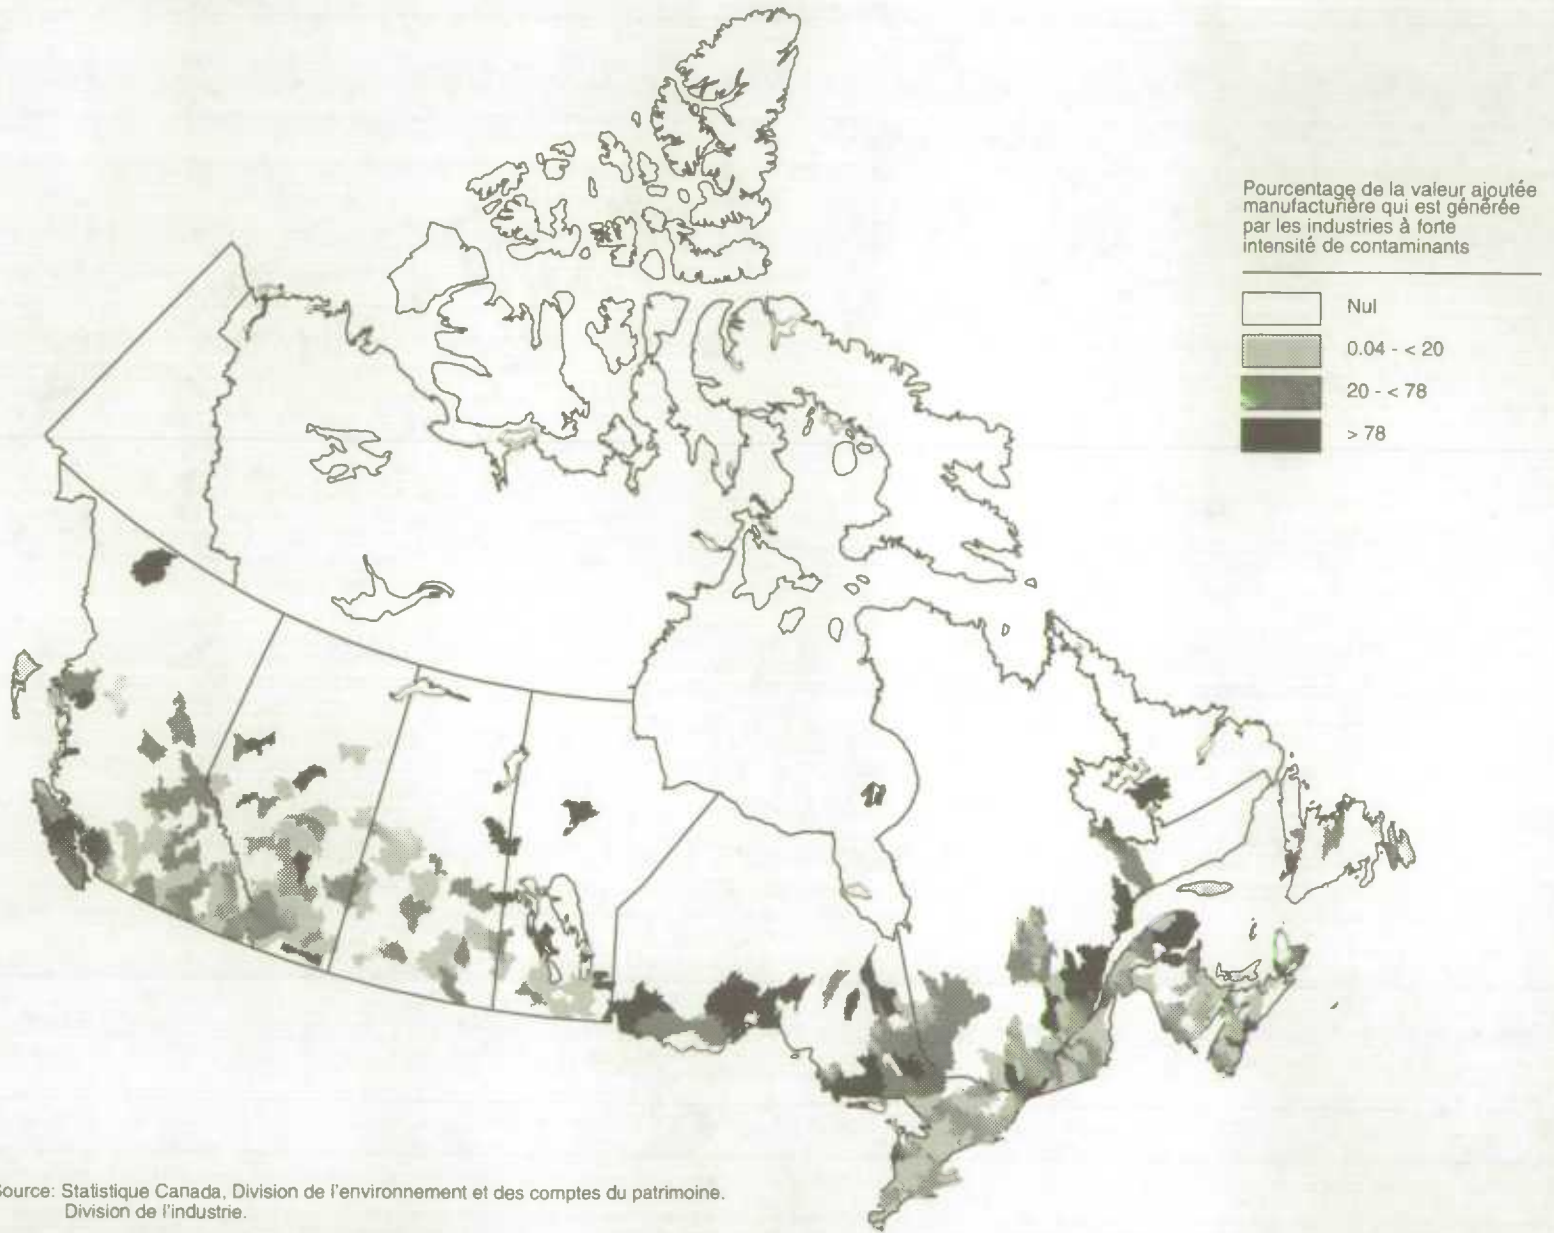 Pourcentage de la valeur ajoutée
manufacturière qui est générée
par les industries à forte
intensité de contaminants
Nul
0.04 - < 20
20 - < 78
> 78
Source: Statistique Canada, Division de l'environnement et des comptes du patrimoine.
Division de l'industrie.